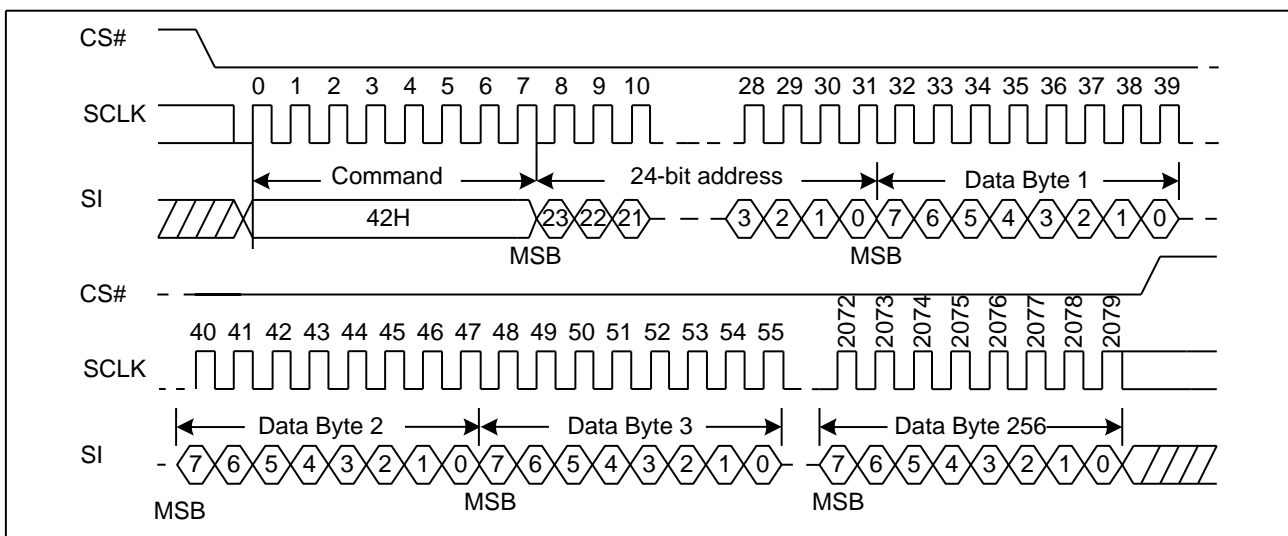 CS#
0 1 2 3 4 5 6 7 8 9 10 28 29 30 31 32 33 34 35 36 37 38 39
SCLK
Command 24-bit address Data Byte 1
SI
42H 23 22 21 3 2 1 0 7 6 5 4 3 2 1 0
MSB MSB
CS#
40 41 42 43 44 45 46 47 48 49 50 51 52 53 54 55 2072 2073 2074 2075 2076 2077 2078 2079
SCLK
Data Byte 2 Data Byte 3 Data Byte 256
SI
7 6 5 4 3 2 1 0 7 6 5 4 3 2 1 0 7 6 5 4 3 2 1 0
MSB MSB MSB